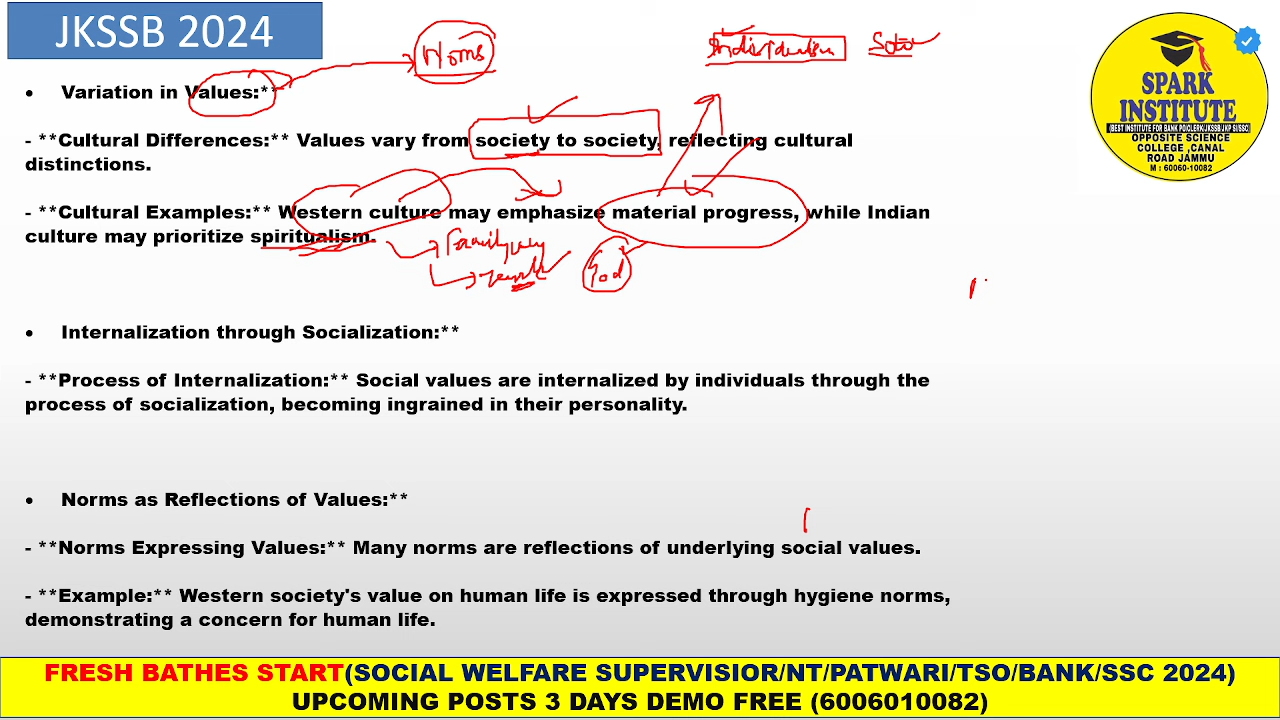 JKSSB 2024
Norms
Individualism
SPARK
INSTITUTE
(BEST INSTITUTE FOR BANK PO/CLERK/JKSSB/JKP SI/SSC)
OPPOSITE SCIENCE
COLLEGE ,CANAL
ROAD JAMMU
M : 60060-10082
• Variation in Values:**
- **Cultural Differences:** Values vary from society to society, reflecting cultural
distinctions.
- **Cultural Examples:** Western culture may emphasize material progress, while Indian
culture may prioritize spiritualism.
God
• Internalization through Socialization:**
- **Process of Internalization:** Social values are internalized by individuals through the
process of socialization, becoming ingrained in their personality.
• Norms as Reflections of Values:**
- **Norms Expressing Values:** Many norms are reflections of underlying social values.
- **Example:** Western society's value on human life is expressed through hygiene norms,
demonstrating a concern for human life.
FRESH BATHES START(SOCIAL WELFARE SUPERVISIOR/NT/PATWARI/TSO/BANK/SSC 2024)
UPCOMING POSTS 3 DAYS DEMO FREE (6006010082)